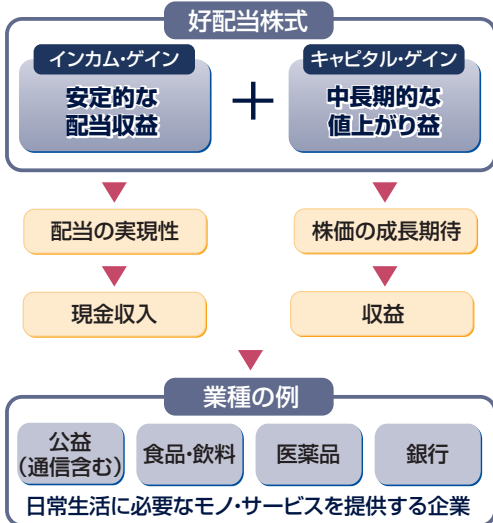 好配当株式
インカム・ゲイン
安定的な
配当収益
+
キャピタル・ゲイン
中長期的な
値上がり益
配当の実現性
株価の成長期待
現金収入
収益
業種の例
公益
(通信含む)
食品・飲料
医薬品
銀行
日常生活に必要なモノ・サービスを提供する企業